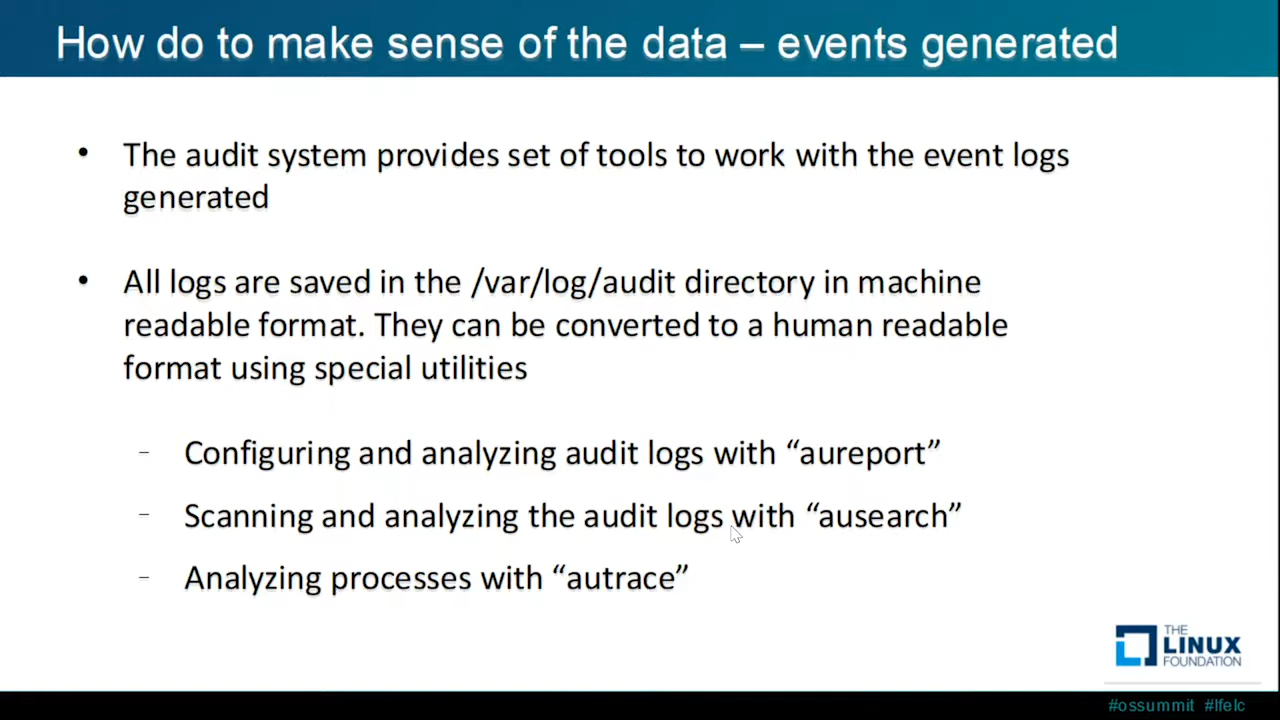 How do to make sense of the data – events generated
• The audit system provides set of tools to work with the event logs
generated
• All logs are saved in the /var/log/audit directory in machine
readable format. They can be converted to a human readable
format using special utilities
– Configuring and analyzing audit logs with “aureport”
– Scanning and analyzing the audit logs with “ausearch”
– Analyzing processes with “autrace”
THE
LINUX
FOUNDATION
#ossummit #lfelc